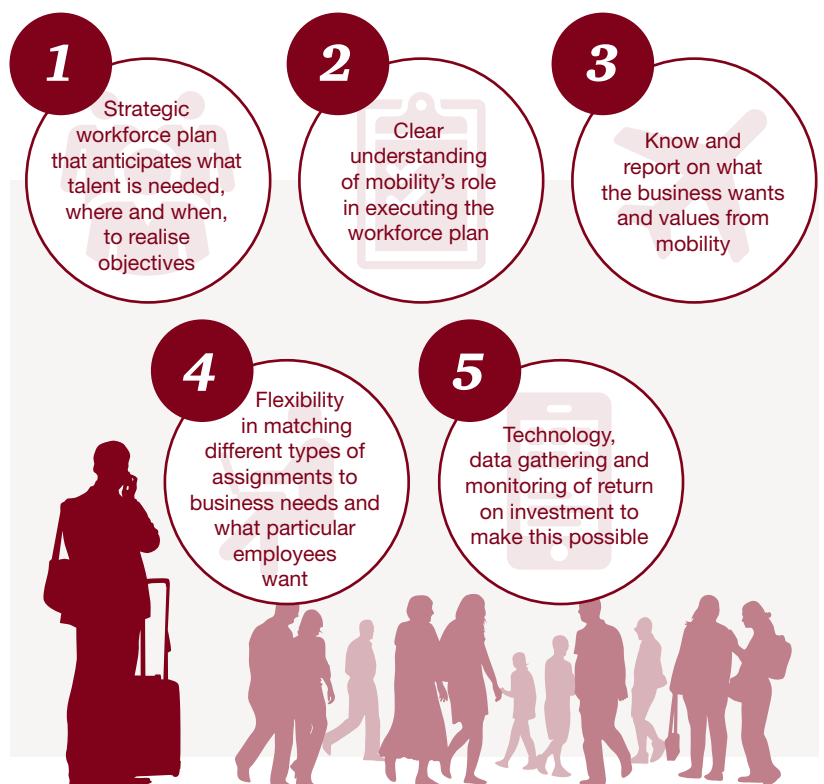 1
Strategic
workforce plan
that anticipates what
talent is needed,
where and when,
to realise
objectives
2
Clear
understanding
of mobility’s role
in executing the
workforce plan
3
Know and
report on what
the business wants
and values from
mobility
4
Flexibility
in matching
different types of
assignments to
business needs and
what particular
employees
want
5
Technology,
data gathering and
monitoring of return
on investment to
make this possible